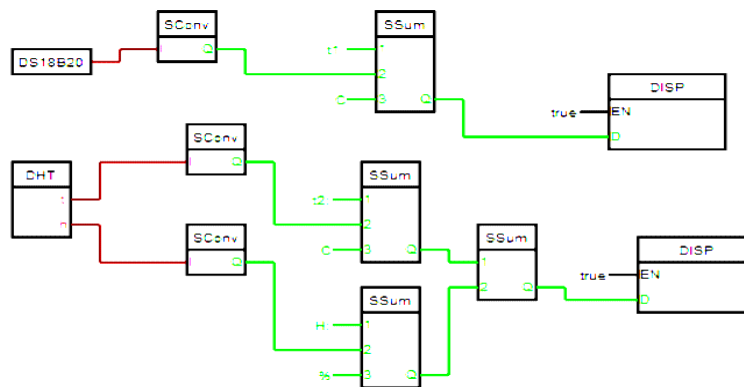 SConv
I Q
DS18B20
SSum
t1
1
2
C
3 Q
DISP
true
EN
D
SConv
I Q
DHT
t
SSum
t2
1
2
C
3 Q
SConv
I Q
SSum
1
2 Q
DISP
true
EN
D
SSum
H
1
2
%
3 Q